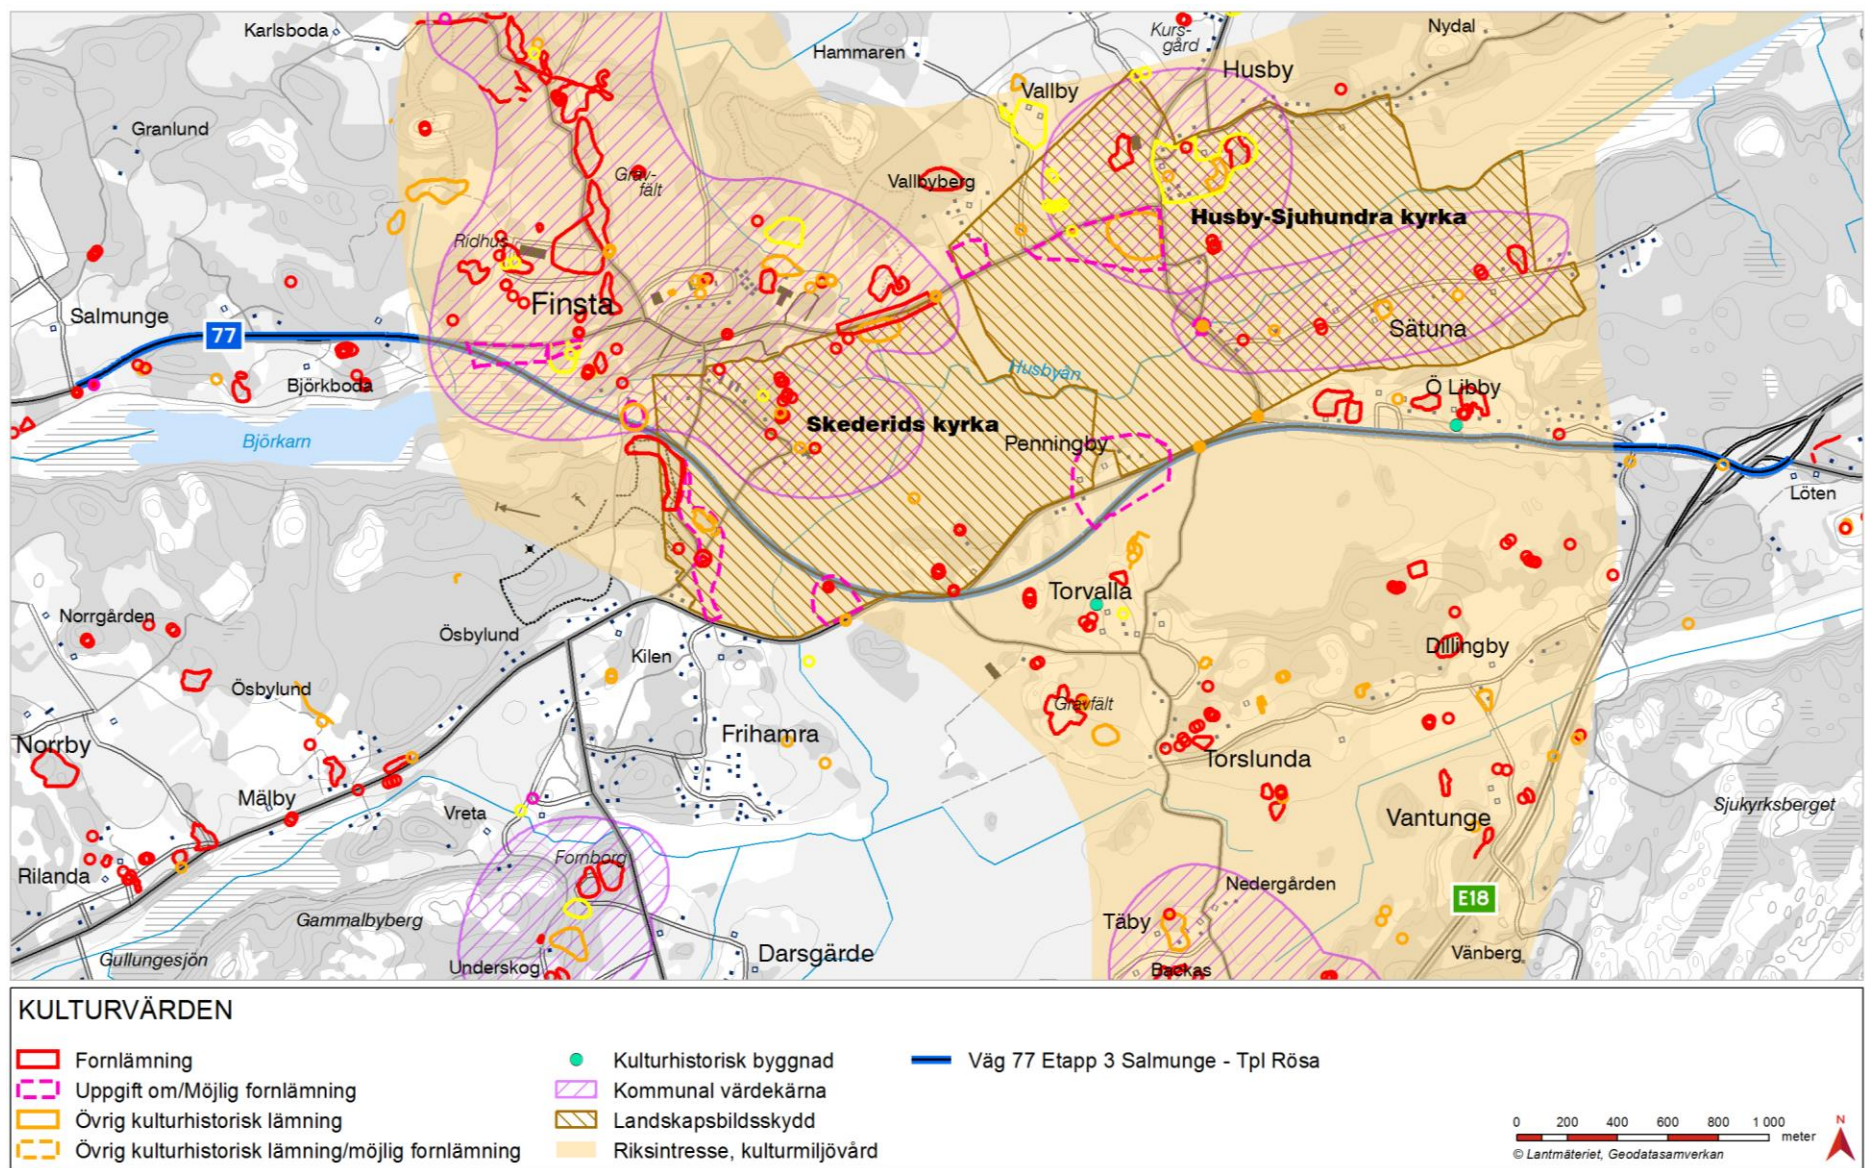 Karlsboda
Hammaren
Kurs-
gård
Nydal
Husby
Vallby
Granlund
Grav-
fält
Vallbyberg
Ridhus
Husby-Sjuhundra kyrka
Finsta
Salmunge
77
Sätuna
Husbyån
Björkboda
Ö Libby
Björkarn
Skederids kyrka
Penningby
Löten
Torvalla
Norrgården
Ösbylund
Kilen
Dillingby
Ösbylund
Gravfält
Norrby
Frihamra
Torslunda
Mälby
Vreta
Vantunge
Sjukyrksberget
Fornborg
Rilanda
Nedergården
E18
Gammalbyberg
Täby
Gullungesjön
Underskog
Darsgärde
Backas
Vänberg
KULTURVÄRDEN
Fornlämning
Uppgift om/Möjlig fornlämning
Övrig kulturhistorisk lämning
Övrig kulturhistorisk lämning/möjlig fornlämning
Kulturhistorisk byggnad
Kommunal värdekärna
Landskapsbildsskydd
Riksintresse, kulturmiljövård
Väg 77 Etapp 3 Salmunge - Tpl Rösa
0 200 400 600 800 1 000
meter
N
© Lantmäteriet, Geodatasamverkan